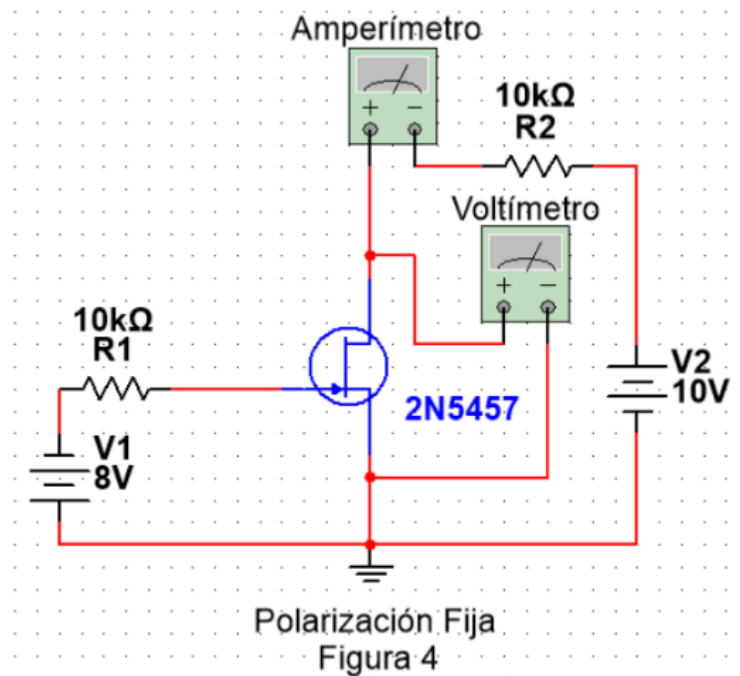 Amperímetro
+ −
10kΩ
R2
Voltímetro
+ −
10kΩ
R1
V2
10V
2N5457
V1
8V
Polarización Fija
Figura 4